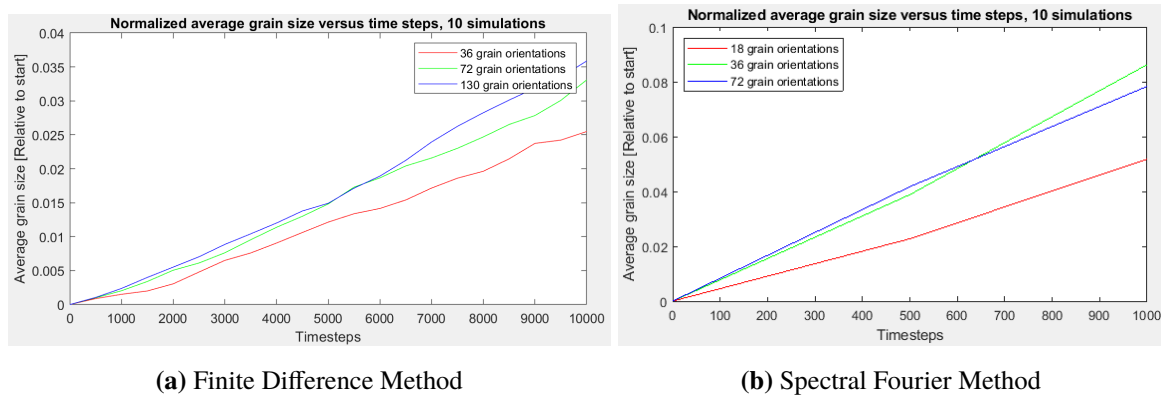 Normalized average grain size versus time steps, 10 simulations
0.04
0.035
0.03
0.025
0.02
0.015
0.01
0.005
0
Average grain size [Relative to start]
36 grain orientations
72 grain orientations
130 grain orientations
0 1000 2000 3000 4000 5000 6000 7000 8000 9000 10000
Timesteps
(a) Finite Difference Method
Normalized average grain size versus time steps, 10 simulations
0.1
0.08
0.06
0.04
0.02
0
Average grain size [Relative to start]
18 grain orientations
36 grain orientations
72 grain orientations
0 100 200 300 400 500 600 700 800 900 1000
Timesteps
(b) Spectral Fourier Method